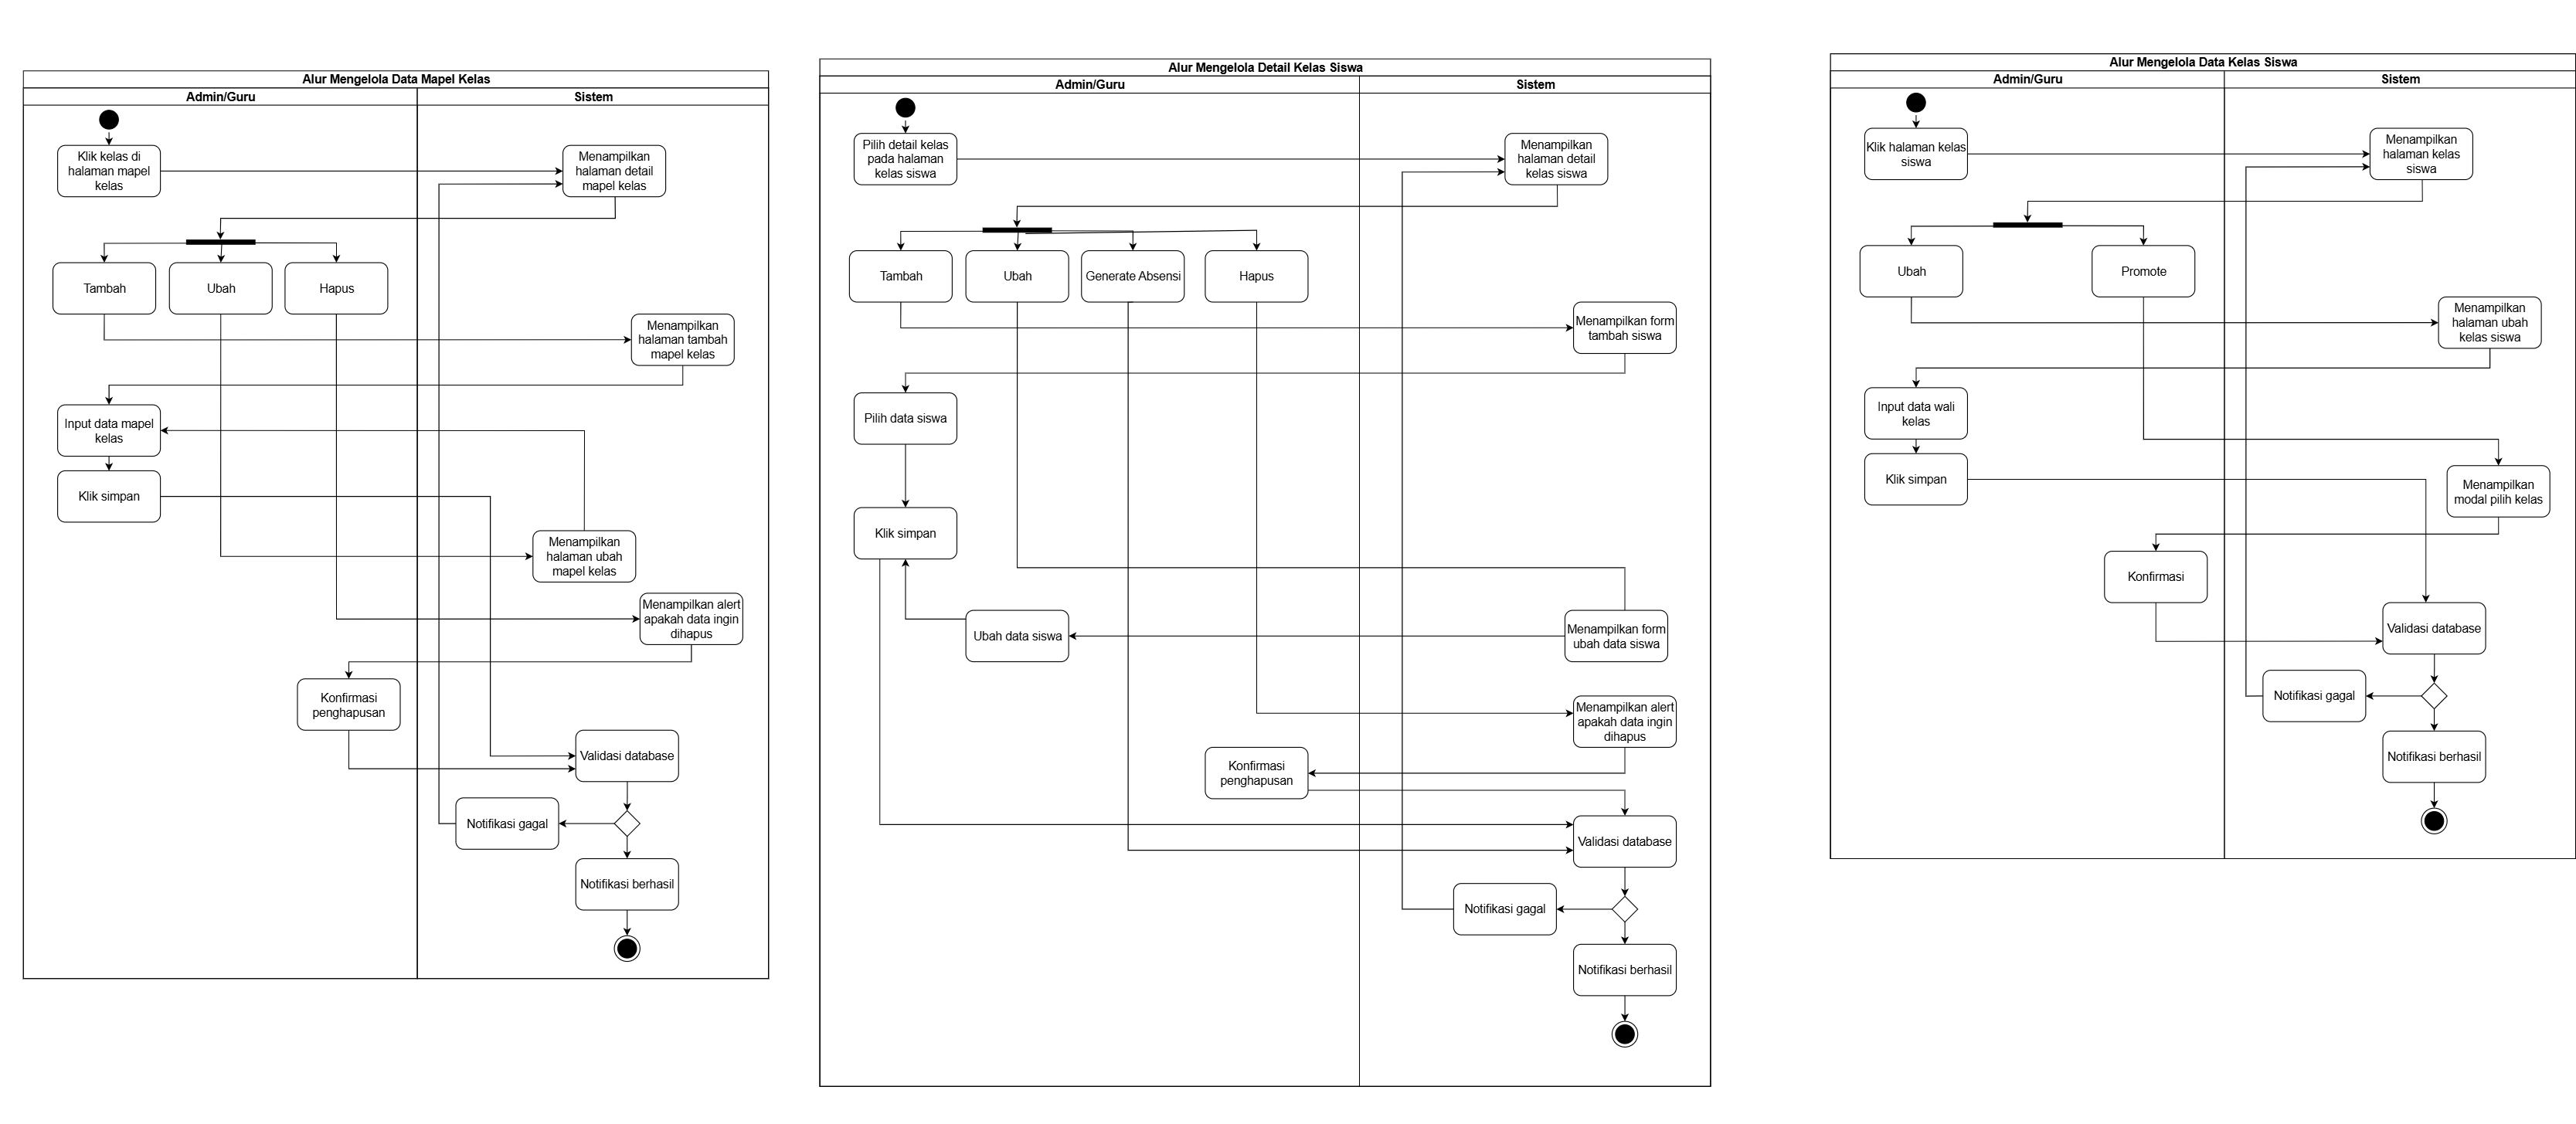 Alur Mengelola Data Mapel Kelas
Admin/Guru
Sistem
Klik kelas di
halaman mapel
kelas
Menampilkan
halaman detail
mapel kelas
Tambah
Ubah
Hapus
Menampilkan
halaman tambah
mapel kelas
Input data mapel
kelas
Klik simpan
Menampilkan
halaman ubah
mapel kelas
Menampilkan alert
apakah data ingin
dihapus
Konfirmasi
penghapusan
Validasi database
Notifikasi gagal
Notifikasi berhasil
Alur Mengelola Detail Kelas Siswa
Admin/Guru
Sistem
Pilih detail kelas
pada halaman
kelas siswa
Menampilkan
halaman detail
kelas siswa
Tambah
Ubah
Generate Absensi
Hapus
Menampilkan form
tambah siswa
Pilih data siswa
Klik simpan
Ubah data siswa
Menampilkan form
ubah data siswa
Menampilkan alert
apakah data ingin
dihapus
Konfirmasi
penghapusan
Validasi database
Notifikasi gagal
Notifikasi berhasil
Alur Mengelola Data Kelas Siswa
Admin/Guru
Sistem
Klik halaman kelas
siswa
Menampilkan
halaman kelas
siswa
Ubah
Promote
Menampilkan
halaman ubah
kelas siswa
Input data wali
kelas
Klik simpan
Menampilkan
modal pilih kelas
Konfirmasi
Validasi database
Notifikasi gagal
Notifikasi berhasil